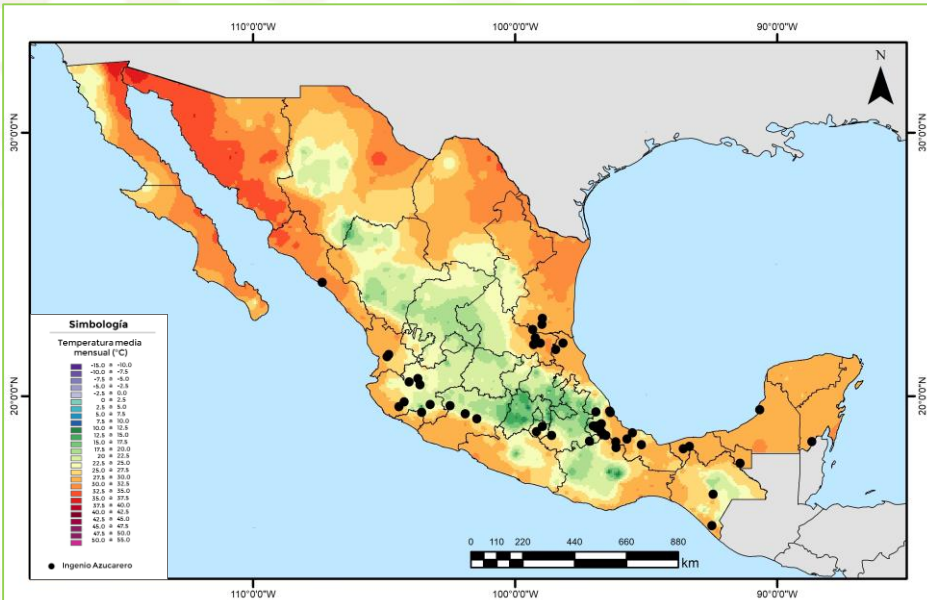 110°0'0"W 100°0'0"W 90°0'0"W
N
30°0'0"N 30°0'0"N
20°0'0"N 20°0'0"N
Simbología
Temperatura media
mensual (°C)
-15.0 a -10.0
-10.0 a -7.5
-7.5 a -5.0
-5.0 a -2.5
-2.5 a 0.0
0 a 2.5
2.5 a 5.0
5.0 a 7.5
7.5 a 10.0
10.0 a 12.5
12.5 a 15.0
15.0 a 17.5
17.5 a 20.0
20 a 22.5
22.5 a 25.0
25.0 a 27.5
27.5 a 30.0
30.0 a 32.5
32.5 a 35.0
35.0 a 37.5
37.5 a 40.0
40.0 a 42.5
42.5 a 45.0
45.0 a 47.5
47.5 a 50.0
50.0 a 55.0
Ingenio Azucarero
0 110 220 440 660 880
km
110°0'0"W 100°0'0"W 90°0'0"W